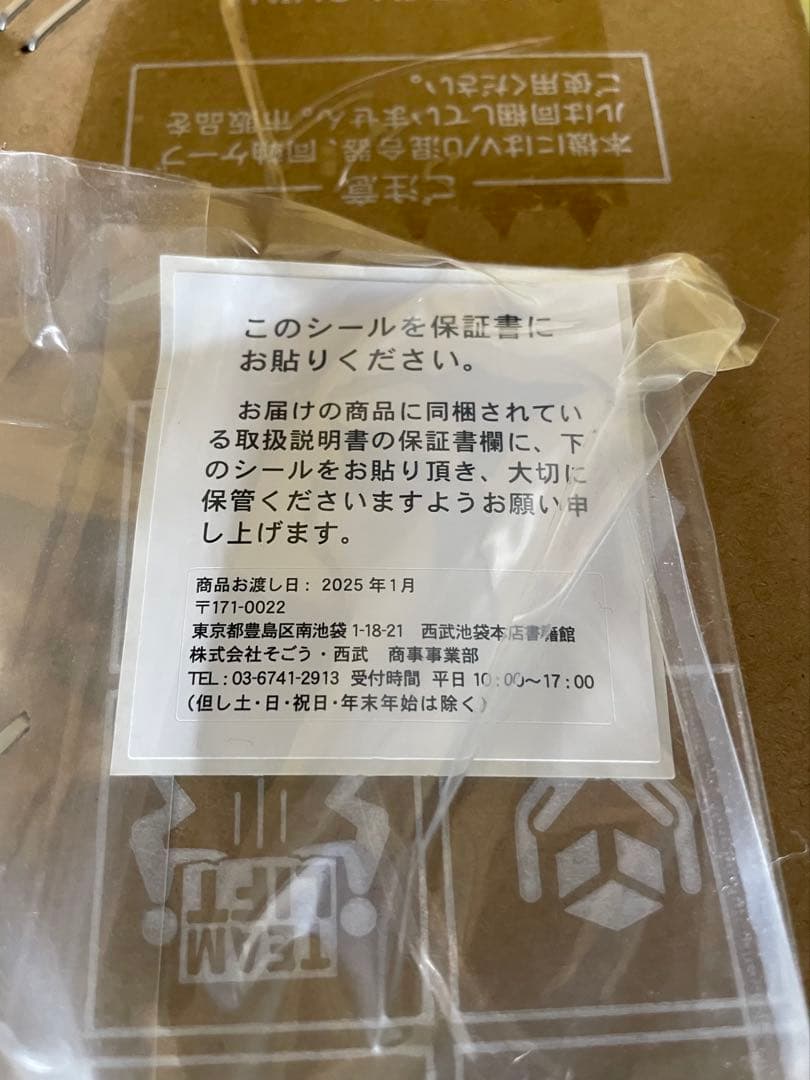 ご注意
本機にはV/U混合器、同軸ケーブ
ルは同梱していません。市販品を
ご使用ください。
このシールを保証書に
お貼りください。
お届けの商品に同梱されてい
る取扱説明書の保証書欄に、下
のシールをお貼り頂き、大切に
保管くださいますようお願い申
し上げます。
商品お渡し日: 2025年1月
〒171-0022
東京都豊島区南池袋1-18-21 西武池袋本店書籍館
株式会社そごう・西武 商事事業部
TEL:03-6741-2913 受付時間 平日10:00~17:00
(但し土・日・祝日・年末年始は除く)
TEAM
LIFT